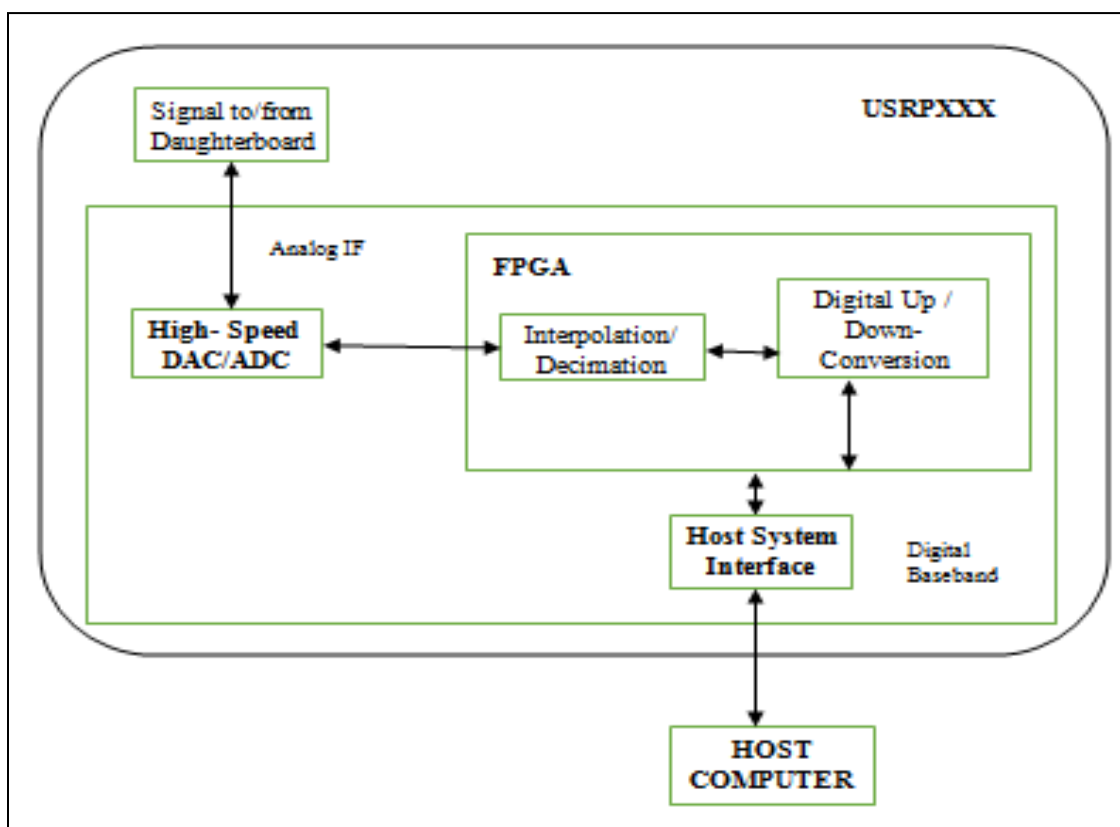 Signal to/from
Daughterboard
USRPXXX
Analog IF
FPGA
High- Speed
DAC/ADC
Interpolation/
Decimation
Digital Up /
Down-
Conversion
Host System
Interface
Digital
Baseband
HOST
COMPUTER